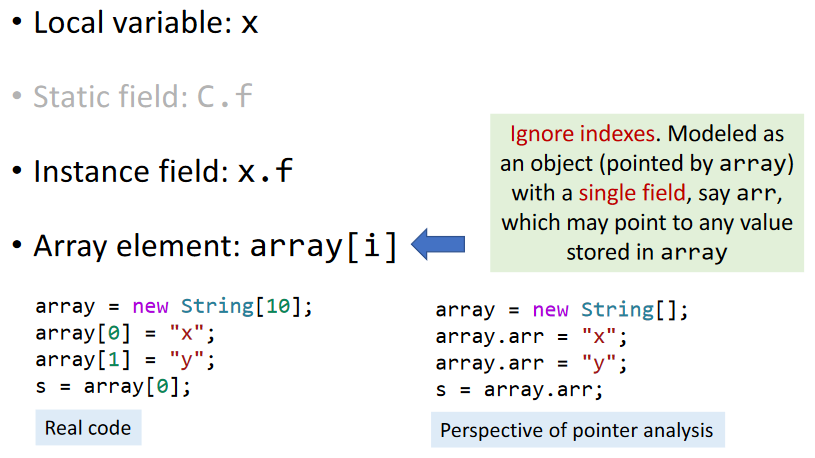 • Local variable: x
• Static field: C.f
• Instance field: x.f
• Array element: array[i]
Ignore indexes. Modeled as
an object (pointed by array)
with a single field, say arr,
which may point to any value
stored in array
array = new String[10];
array[0] = "x";
array[1] = "y";
s = array[0];
Real code
array = new String[];
array.arr = "x";
array.arr = "y";
s = array.arr;
Perspective of pointer analysis